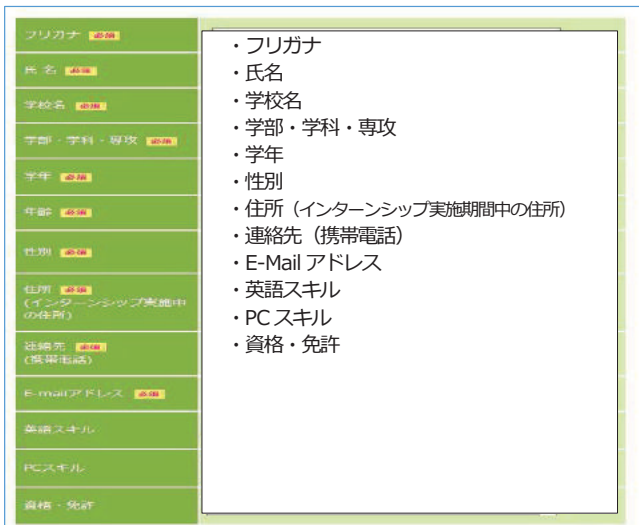 フリガナ 必須
氏 名 必須
学校名 必須
学部・学科・専攻 必須
学年 必須
年齢 必須
性別 必須
住所 必須
(インターンシップ実施中
の住所)
連絡先 必須
(携帯電話)
E-mailアドレス 必須
英語スキル
PCスキル
資格・免許
・フリガナ
・氏名
・学校名
・学部・学科・専攻
・学年
・性別
・住所（インターンシップ実施期間中の住所）
・連絡先（携帯電話）
・E-Mail アドレス
・英語スキル
・PC スキル
・資格・免許